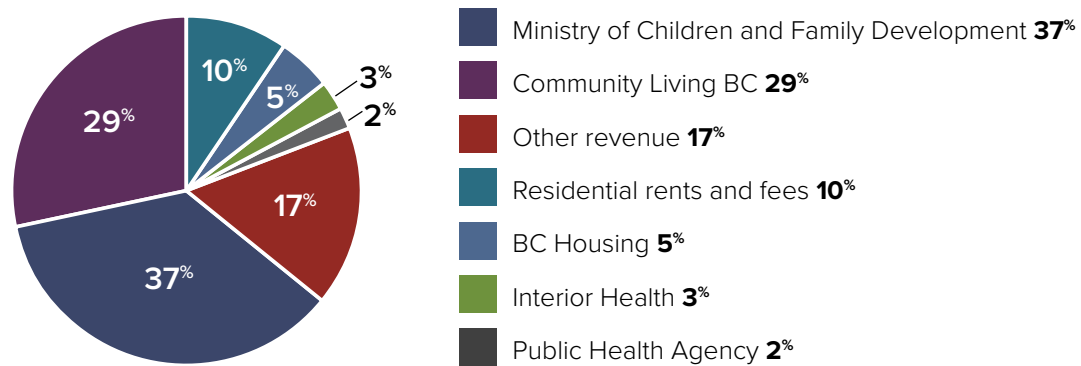 10%
5%
3%
2%
29%
17%
37%
Ministry of Children and Family Development 37%
Community Living BC 29%
Other revenue 17%
Residential rents and fees 10%
BC Housing 5%
Interior Health 3%
Public Health Agency 2%